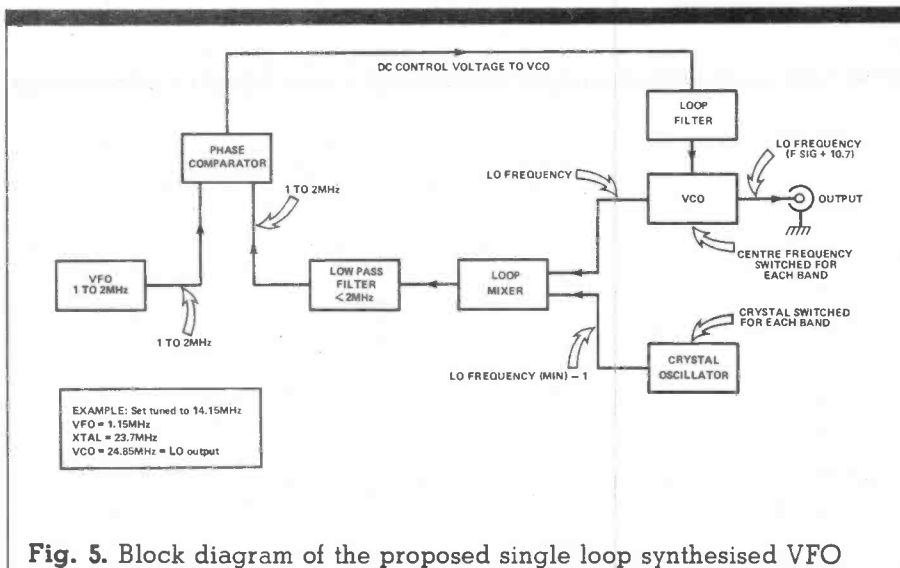 DC CONTROL VOLTAGE TO VCO
LOOP
FILTER
PHASE
COMPARATOR
LO FREQUENCY
(F SIG + 10.7)
1 TO 2MHz
LO FREQUENCY
VCO
OUTPUT
CENTRE FREQUENCY
SWITCHED FOR
EACH BAND
VFO
1 TO 2MHz
LOW PASS
FILTER
< 2MHz
LOOP
MIXER
1 TO 2MHz
CRYSTAL SWITCHED
FOR EACH BAND
LO FREQUENCY (MIN) – 1
CRYSTAL
OSCILLATOR
EXAMPLE: Set tuned to 14.15MHz
VFO = 1.15MHz
XTAL = 23.7MHz
VCO = 24.85MHz = LO output
Fig. 5. Block diagram of the proposed single loop synthesised VFO